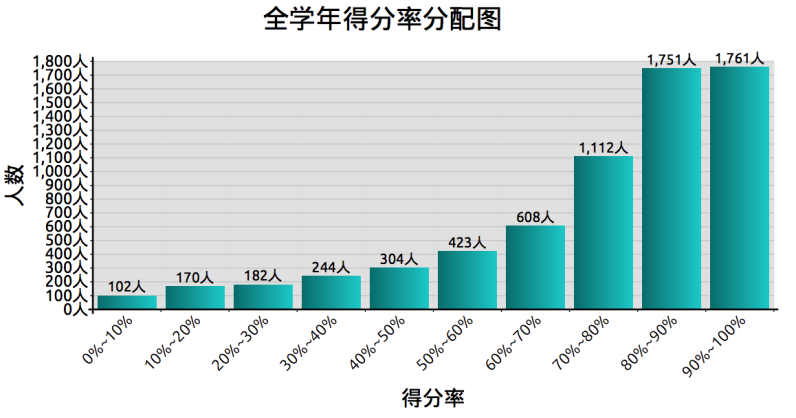 全学年得分率分配图
人数
1,800人
1,700人
1,600人
1,500人
1,400人
1,300人
1,200人
1,100人
1,000人
900人
800人
700人
600人
500人
400人
300人
200人
100人
0人
102人
170人
182人
244人
304人
423人
608人
1,112人
1,751人
1,761人
0%~10%
10%~20%
20%~30%
30%~40%
40%~50%
50%~60%
60%~70%
70%~80%
80%~90%
90%~100%
得分率